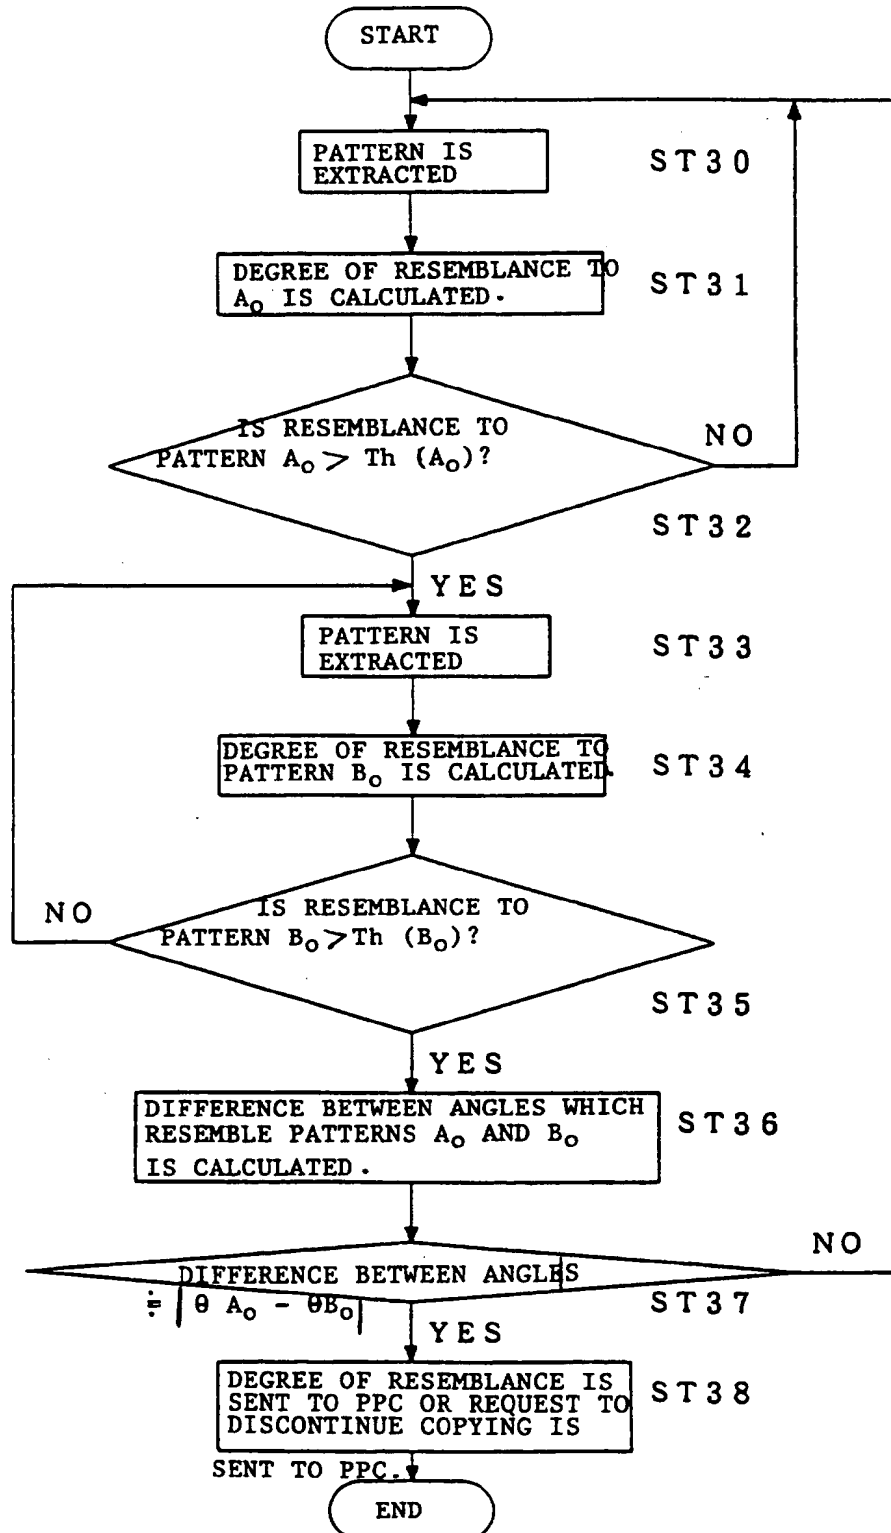 START
PATTERN IS
EXTRACTED
ST30
DEGREE OF RESEMBLANCE TO
A₀ IS CALCULATED.
ST31
IS RESEMBLANCE TO
PATTERN A₀ > Th (A₀)?
NO
ST32
YES
PATTERN IS
EXTRACTED
ST33
DEGREE OF RESEMBLANCE TO
PATTERN B₀ IS CALCULATED.
ST34
NO
IS RESEMBLANCE TO
PATTERN B₀ > Th (B₀)?
ST35
YES
DIFFERENCE BETWEEN ANGLES WHICH
RESEMBLE PATTERNS A₀ AND B₀
IS CALCULATED.
ST36
NO
DIFFERENCE BETWEEN ANGLES
≒ | θ A₀ - θB₀|
ST37
YES
DEGREE OF RESEMBLANCE IS
SENT TO PPC OR REQUEST TO
DISCONTINUE COPYING IS
SENT TO PPC.
ST38
END